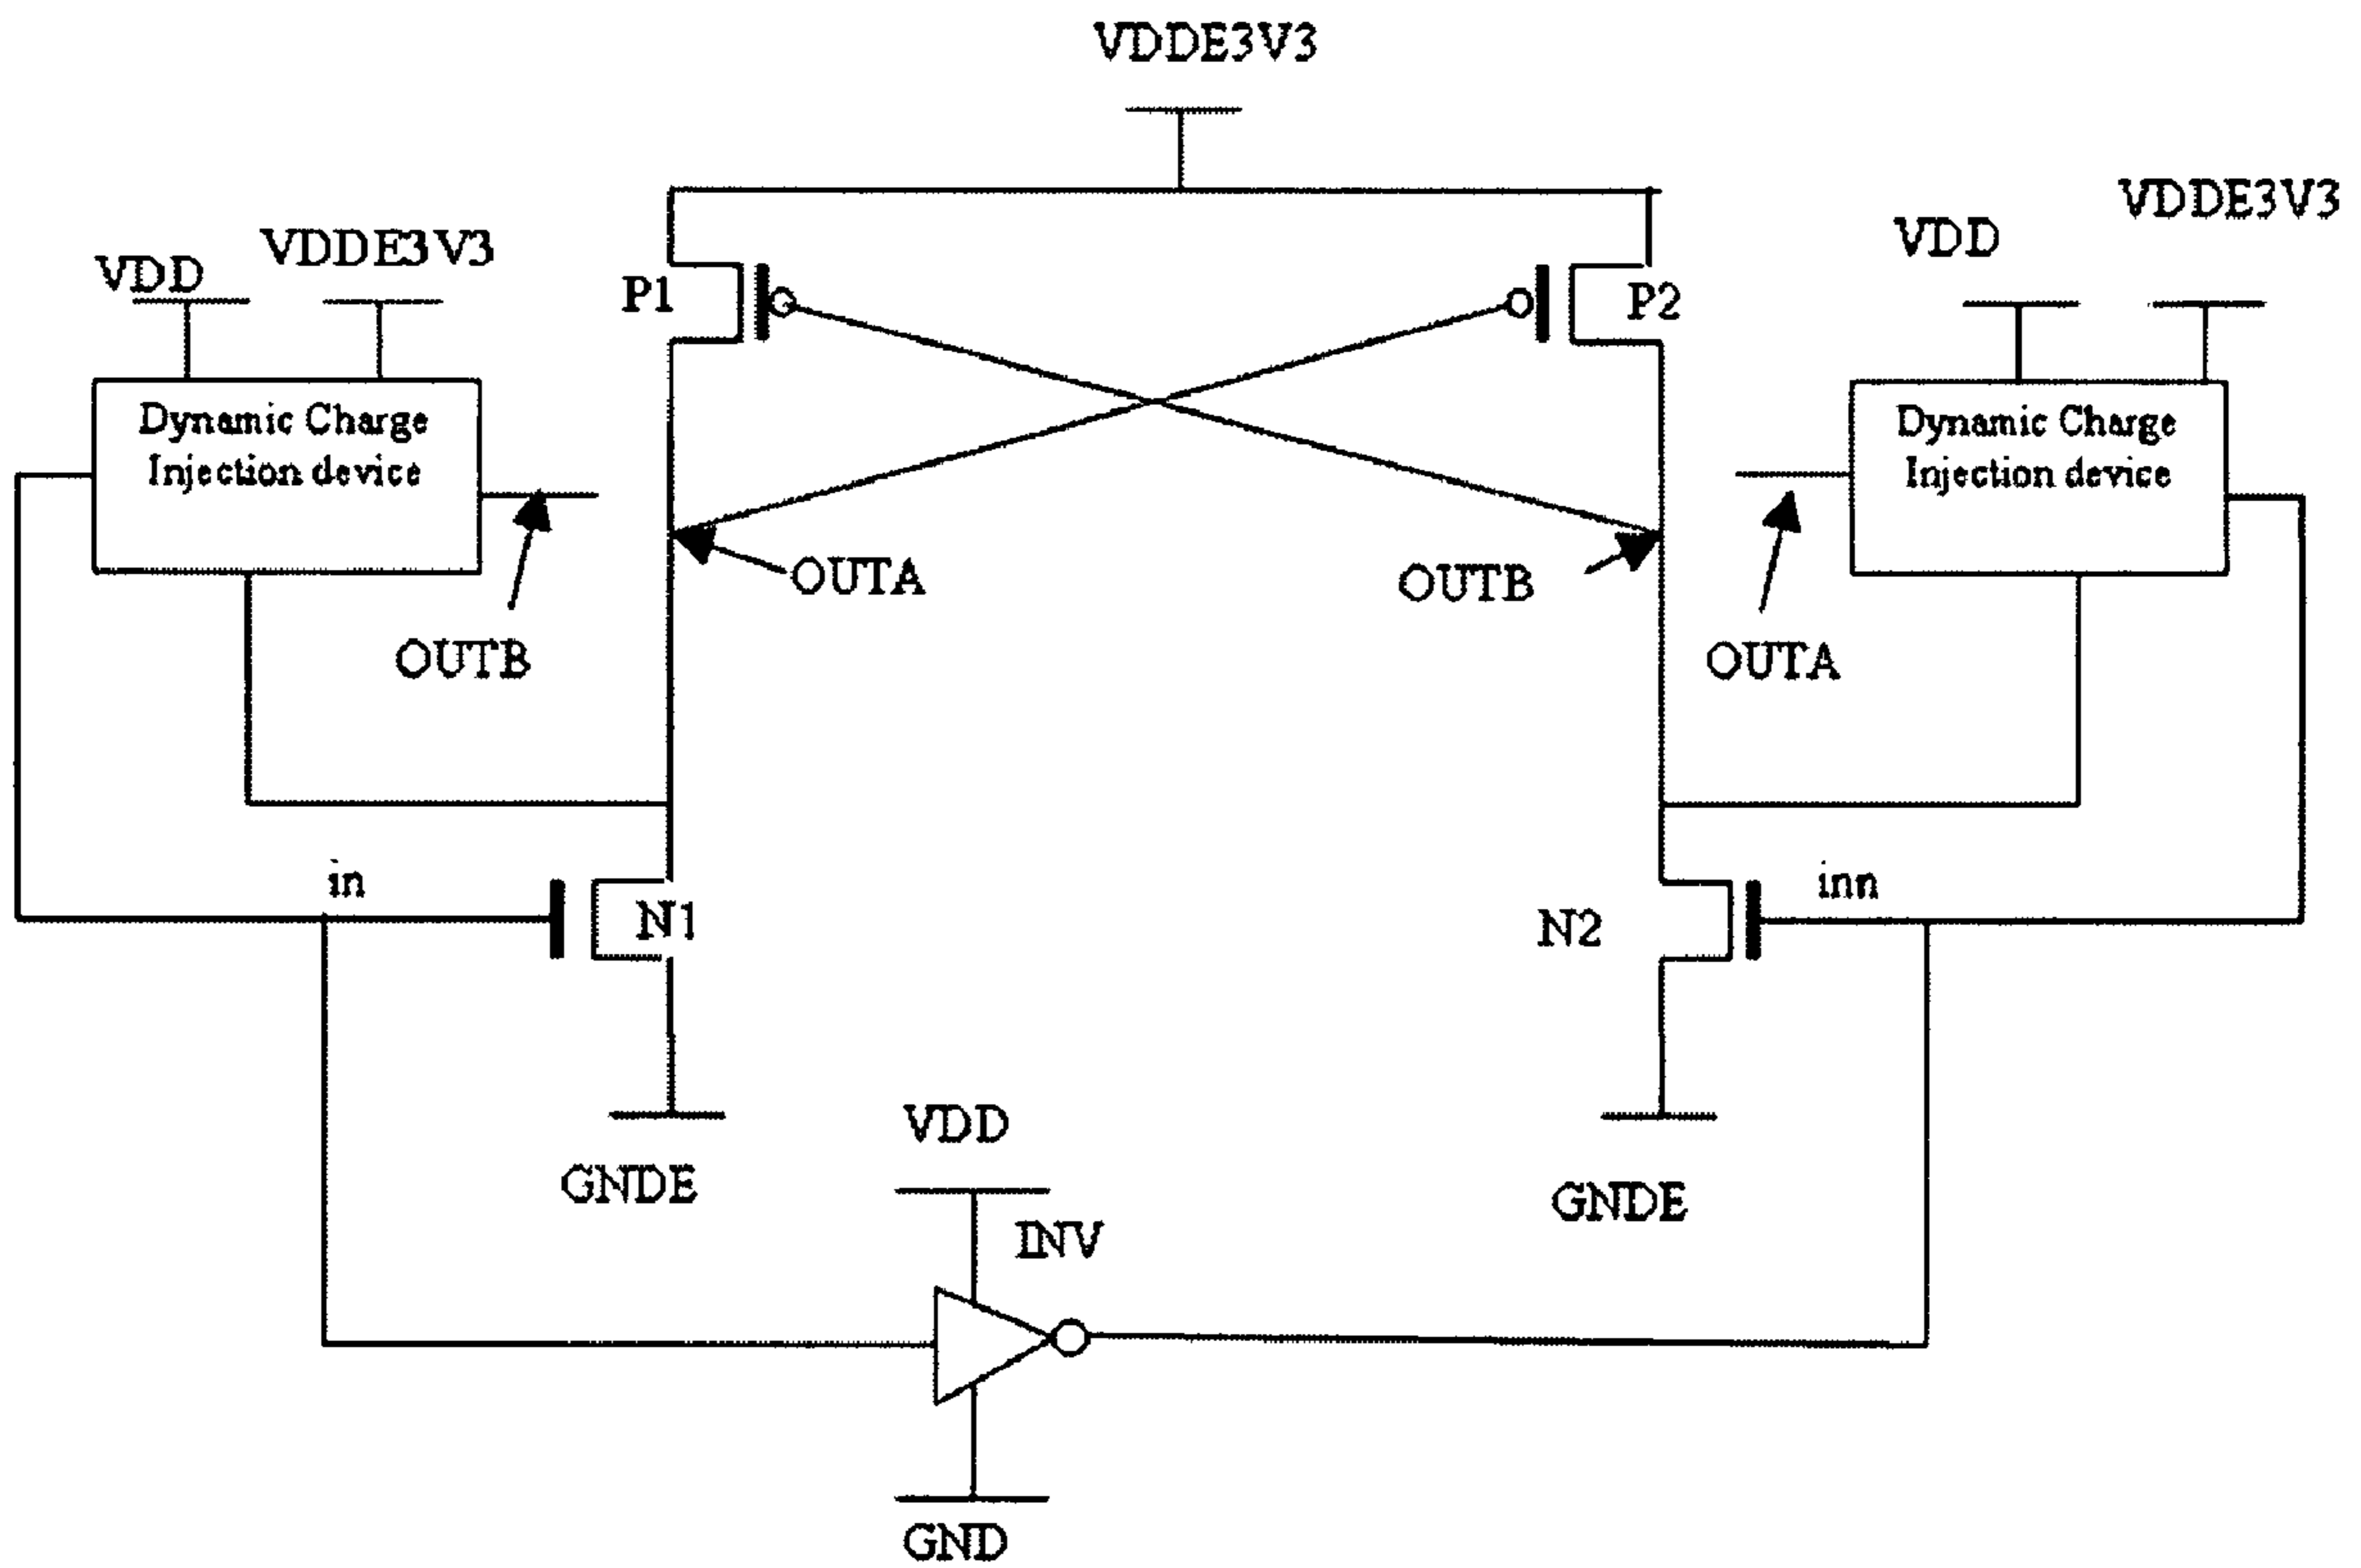 VDDE3V3
VDD
VDDE3V3
P1
P2
VDD
VDDE3V3
Dynamic Charge
Injection device
Dynamic Charge
Injection device
OUTB
OUTA
OUTB
OUTA
in
N1
N2
inn
GNDE
VDD
GNDE
INV
GND